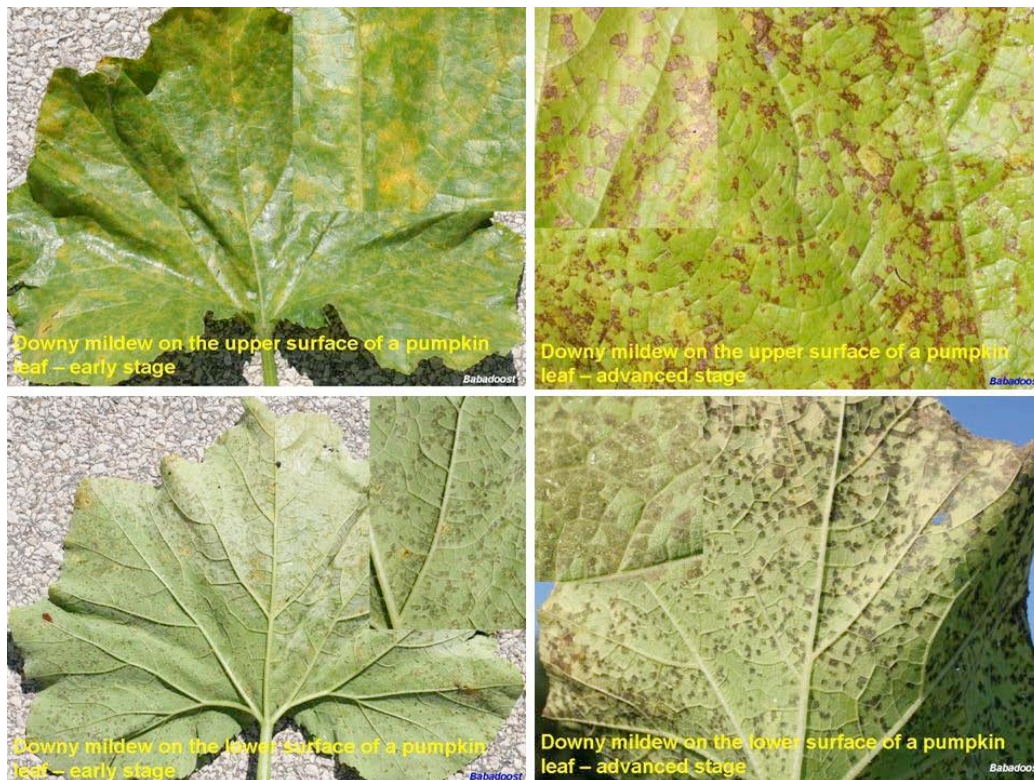 Downy mildew on the upper surface of a pumpkin
leaf – early stage
Babadoost
Downy mildew on the upper surface of a pumpkin
leaf – advanced stage
Babadoost
Downy mildew on the lower surface of a pumpkin
leaf – early stage
Babadoost
Downy mildew on the lower surface of a pumpkin
leaf – advanced stage
Babadoost